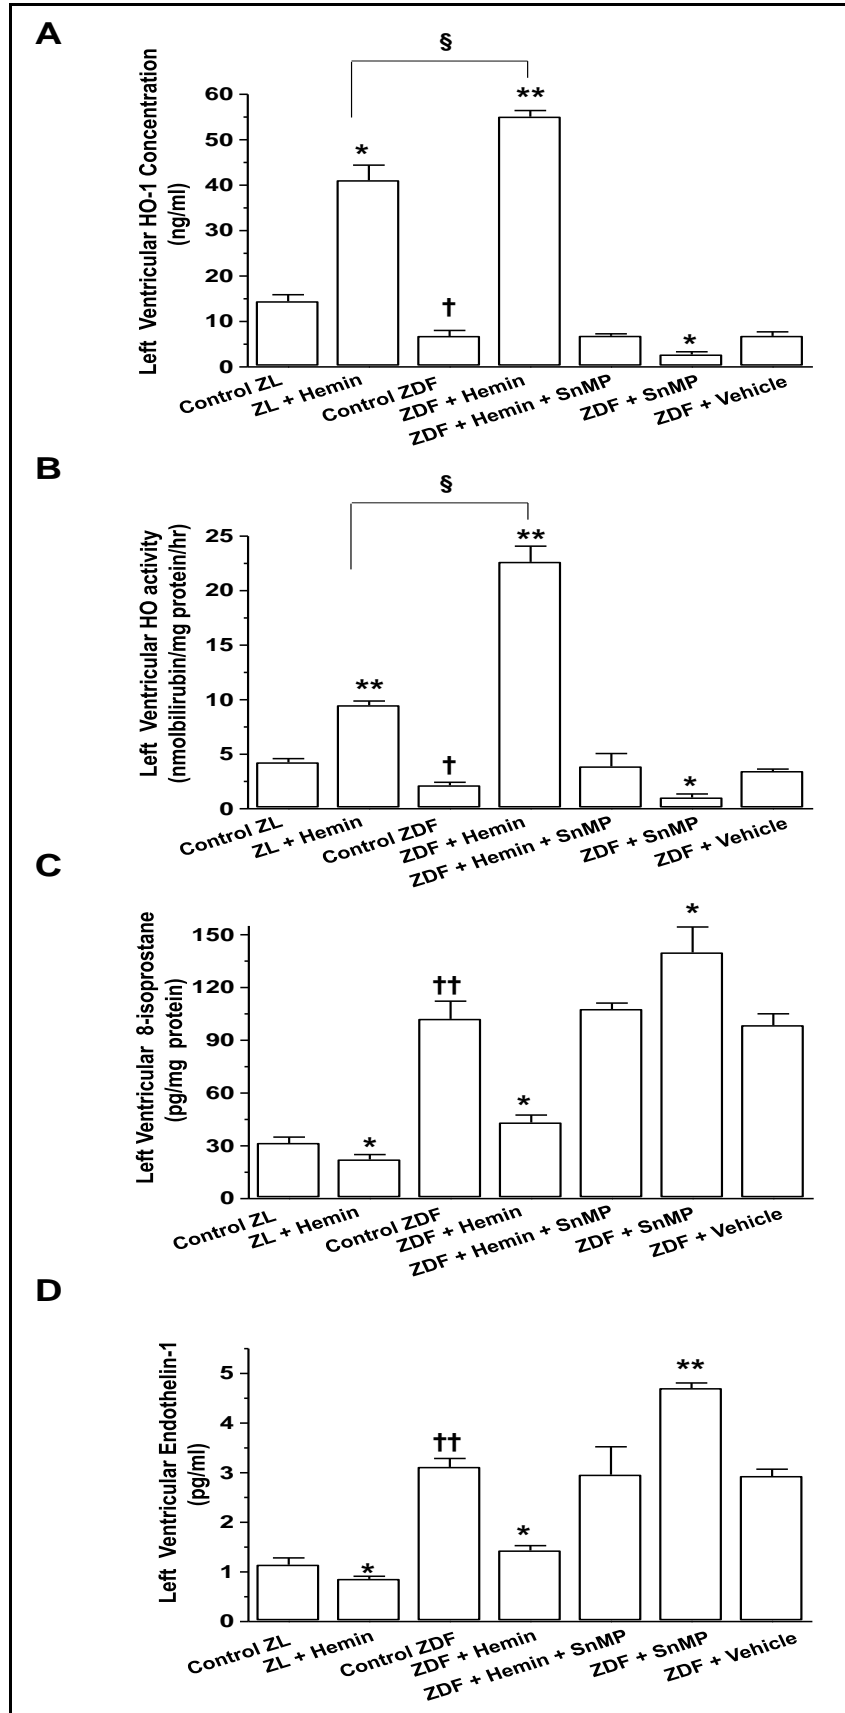 A
§
Left Ventricular HO-1 Concentration
(ng/ml)
60
50
40
30
20
10
0
*
†
**
*
Control ZL
ZL + Hemin
Control ZDF
ZDF + Hemin
ZDF + Hemin + SnMP
ZDF + SnMP
ZDF + Vehicle
B
§
Left Ventricular HO activity
(nmolbilirubin/mg protein/hr)
25
20
15
10
5
0
**
†
**
*
Control ZL
ZL + Hemin
Control ZDF
ZDF + Hemin
ZDF + Hemin + SnMP
ZDF + SnMP
ZDF + Vehicle
C
Left Ventricular 8-isoprostane
(pg/mg protein)
150
120
90
60
30
0
*
††
*
*
Control ZL
ZL + Hemin
Control ZDF
ZDF + Hemin
ZDF + Hemin + SnMP
ZDF + SnMP
ZDF + Vehicle
D
Left Ventricular Endothelin-1
(pg/ml)
5
4
3
2
1
0
*
††
*
**
Control ZL
ZL + Hemin
Control ZDF
ZDF + Hemin
ZDF + Hemin + SnMP
ZDF + SnMP
ZDF + Vehicle